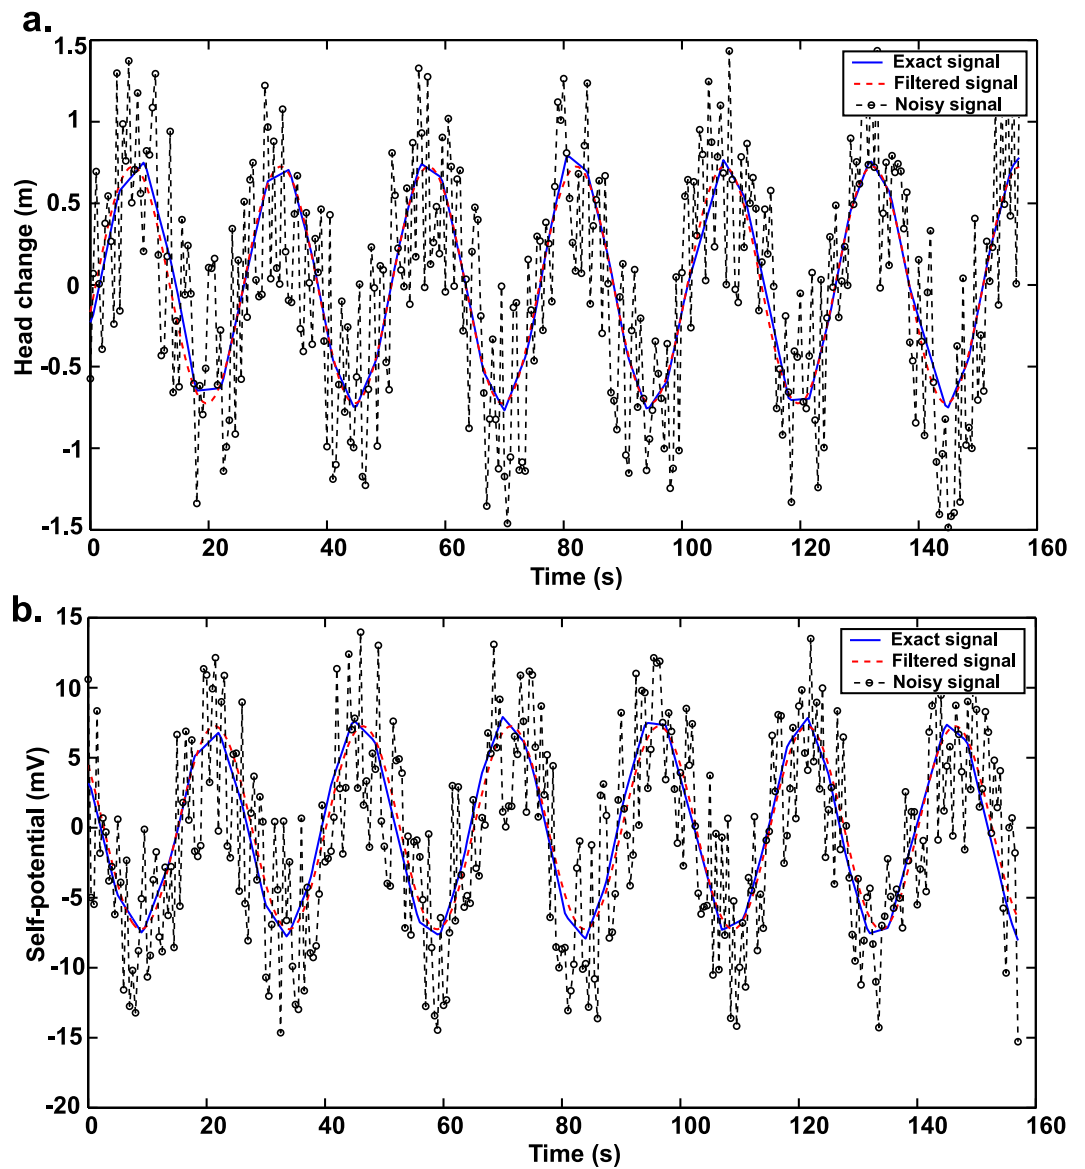 a.
1.5
1
0.5
0
-0.5
-1
-1.5
Head change (m)
Exact signal
Filtered signal
Noisy signal
0 20 40 60 80 100 120 140 160
Time (s)
b.
15
10
5
0
-5
-10
-15
-20
Self-potential (mV)
Exact signal
Filtered signal
Noisy signal
0 20 40 60 80 100 120 140 160
Time (s)